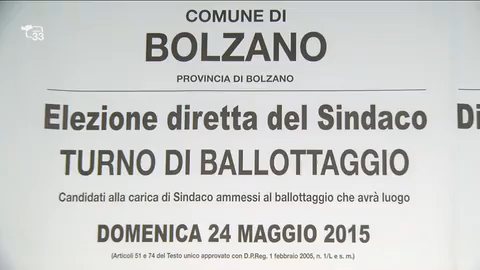 33
COMUNE DI
BOLZANO
PROVINCIA DI BOLZANO
Elezione diretta del Sindaco
Di
TURNO DI BALLOTTAGGIO
Candidati alla carica di Sindaco ammessi al ballottaggio che avrà luogo
DOMENICA 24 MAGGIO 2015
(Articoli 51 e 74 del Testo unico approvato con D.P.Reg. 1 febbraio 2005, n. 1/L e s. m.)